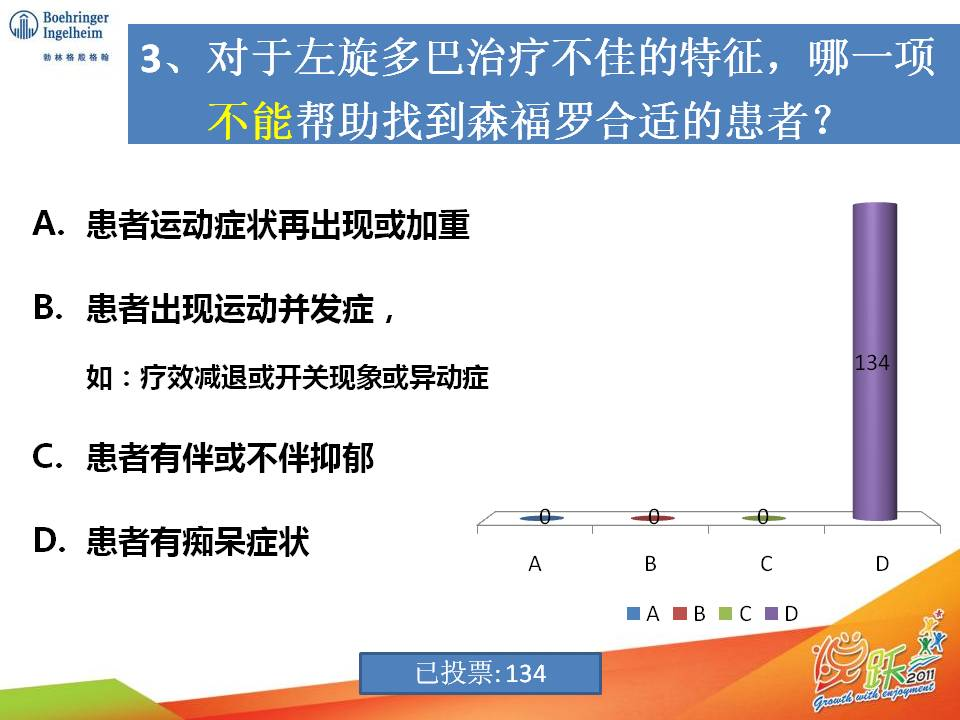 Boehringer
Ingelheim
勃林格殷格翰
3、对于左旋多巴治疗不佳的特征，哪一项
不能帮助找到森福罗合适的患者？
A. 患者运动症状再出现或加重
B. 患者出现运动并发症，
如：疗效减退或开关现象或异动症
C. 患者有伴或不伴抑郁
D. 患者有痴呆症状
134
0 0 0
A B C D
A B C D
已投票: 134
悦跃
2011
Growth with enjoyment